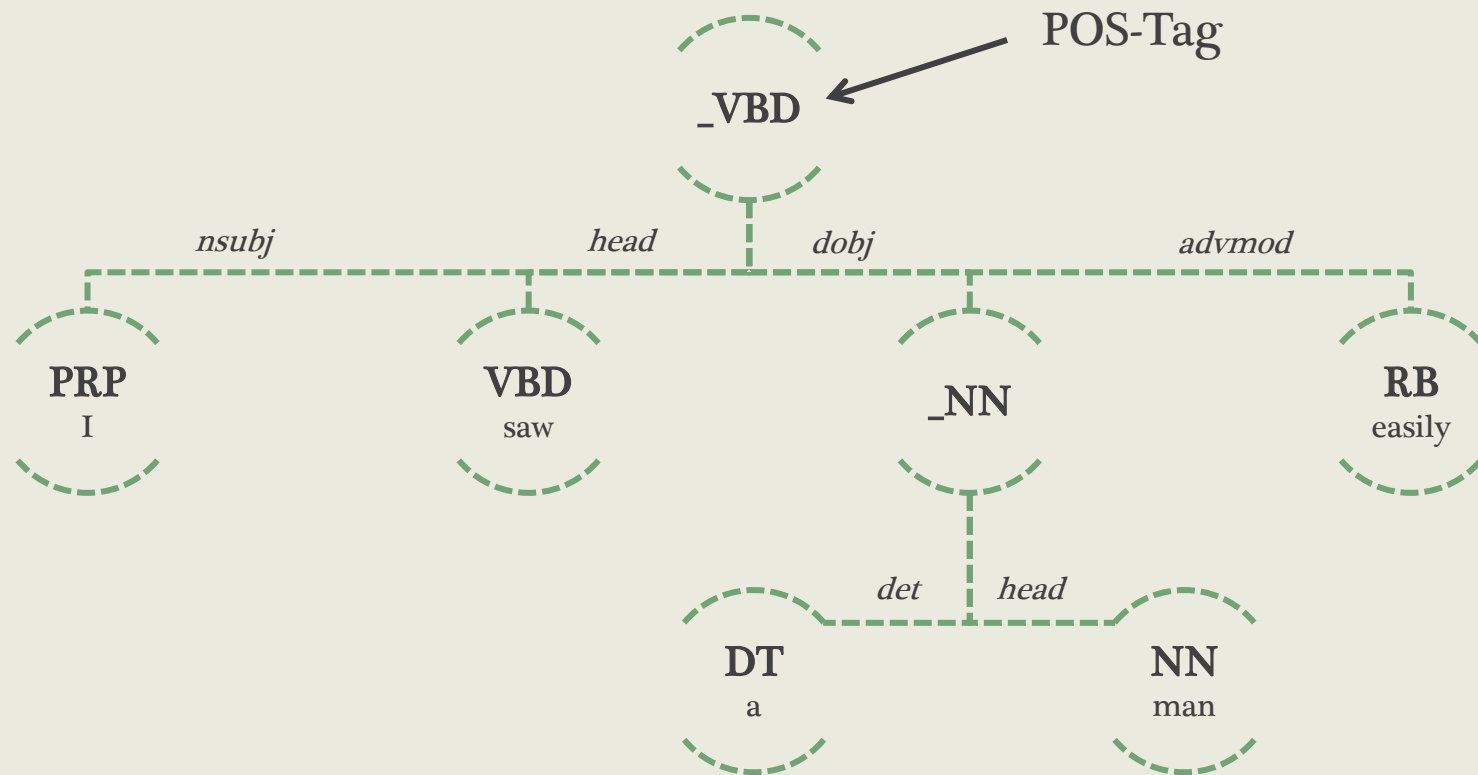 POS-Tag
_VBD
nsubj head dobj advmod
PRP VBD _NN RB
I saw easily
det head
DT NN
a man